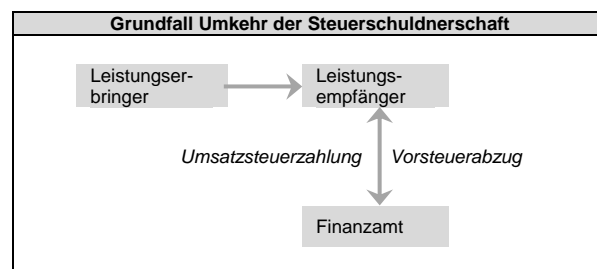 Grundfall Umkehr der Steuerschuldnerschaft
Leistungser-
bringer
Leistungs-
empfänger
Umsatzsteuerzahlung
Vorsteuerabzug
Finanzamt